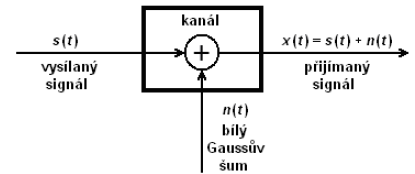 kanál
s(t)
x(t) = s(t) + n(t)
vysílaný
signál
+
přijímaný
signál
n(t)
bílý
Gaussův
šum